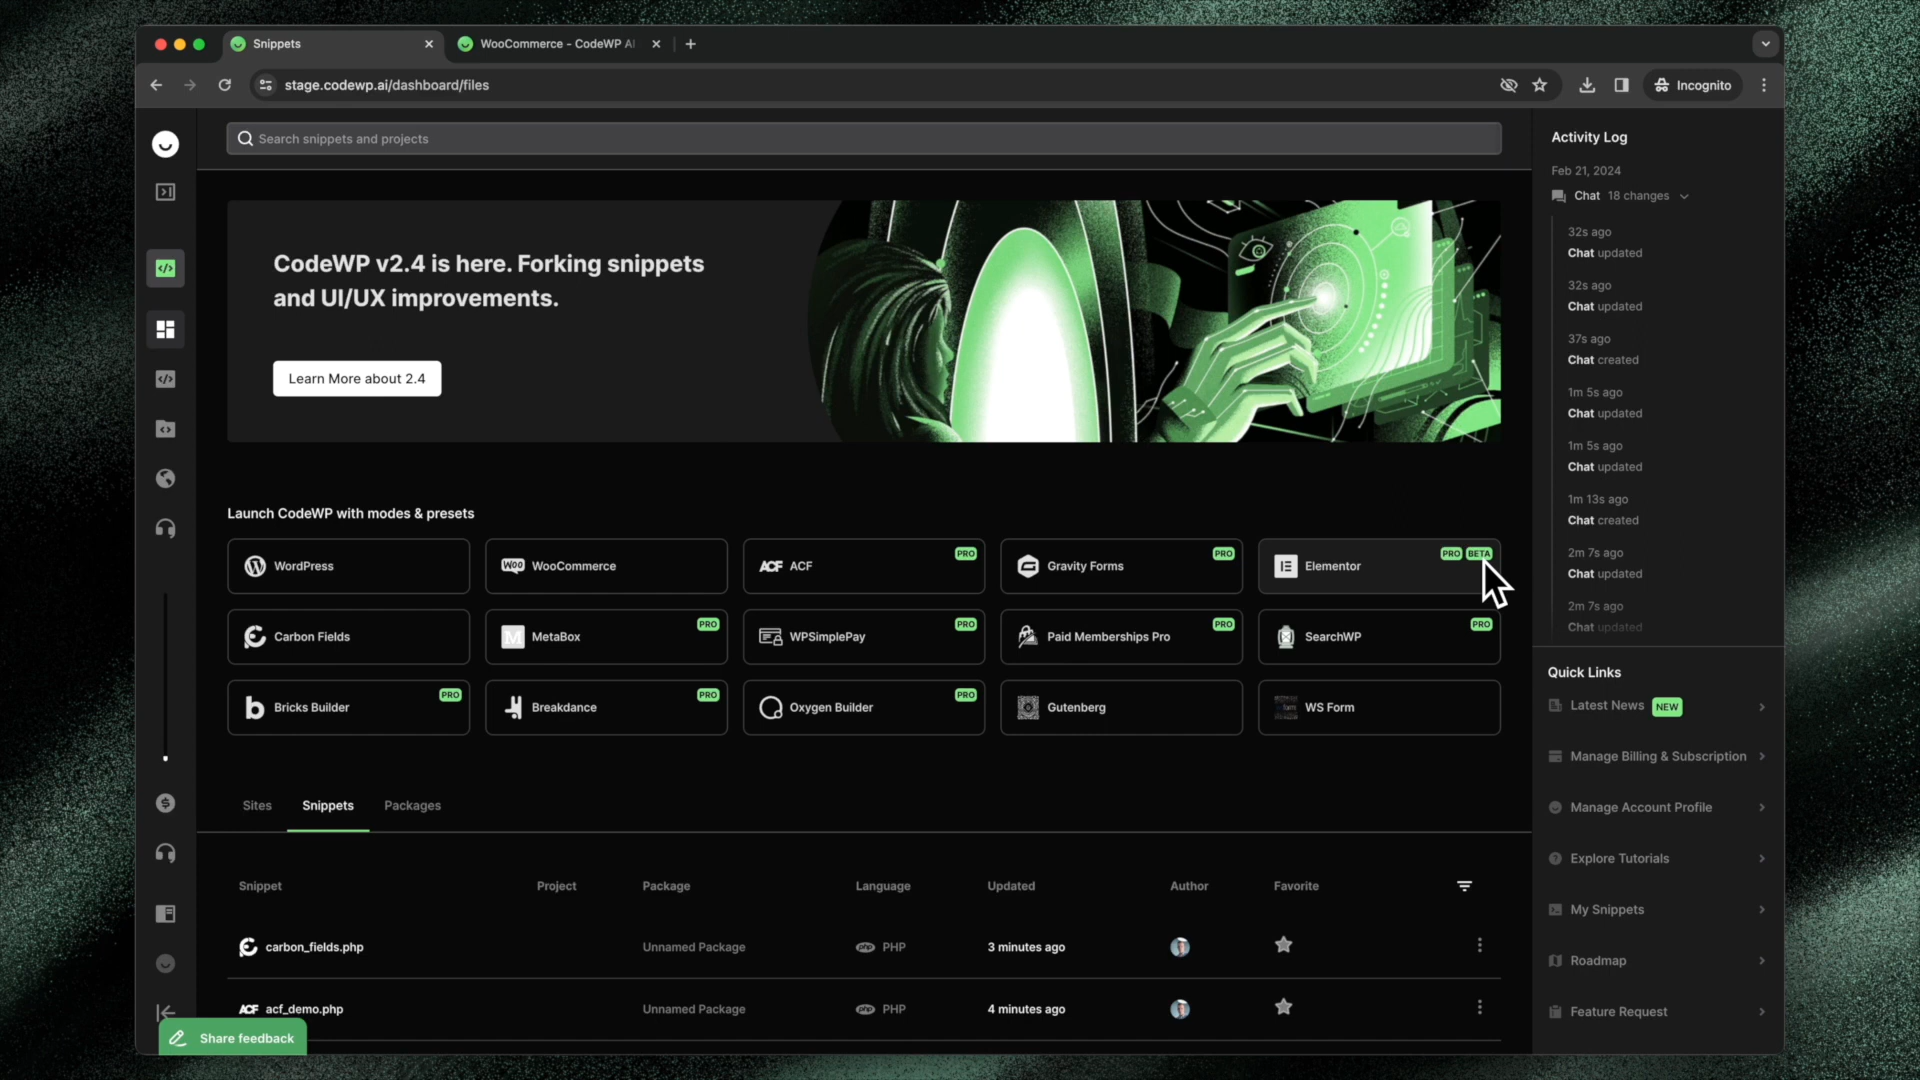 Snippets
WooCommerce - CodeWP AI
stage.codewp.ai/dashboard/files
Incognito
Search snippets and projects
CodeWP v2.4 is here. Forking snippets
and UI/UX improvements.
Learn More about 2.4
Launch CodeWP with modes & presets
WordPress
Woo WooCommerce
ACF ACF PRO
Gravity Forms PRO
Elementor PRO BETA
Carbon Fields
M MetaBox PRO
WPSimplePay PRO
Paid Memberships Pro PRO
SearchWP PRO
b Bricks Builder PRO
Breakdance PRO
Oxygen Builder PRO
Gutenberg
form WS Form
Sites Snippets Packages
Snippet Project Package Language Updated Author Favorite
carbon_fields.php Unnamed Package php PHP 3 minutes ago
ACF acf_demo.php Unnamed Package php PHP 4 minutes ago
Share feedback
Activity Log
Feb 21, 2024
Chat 18 changes
32s ago
Chat updated
32s ago
Chat updated
37s ago
Chat created
1m 5s ago
Chat updated
1m 5s ago
Chat updated
1m 13s ago
Chat created
2m 7s ago
Chat updated
2m 7s ago
Chat updated
Quick Links
Latest News NEW
Manage Billing & Subscription
Manage Account Profile
Explore Tutorials
My Snippets
Roadmap
Feature Request